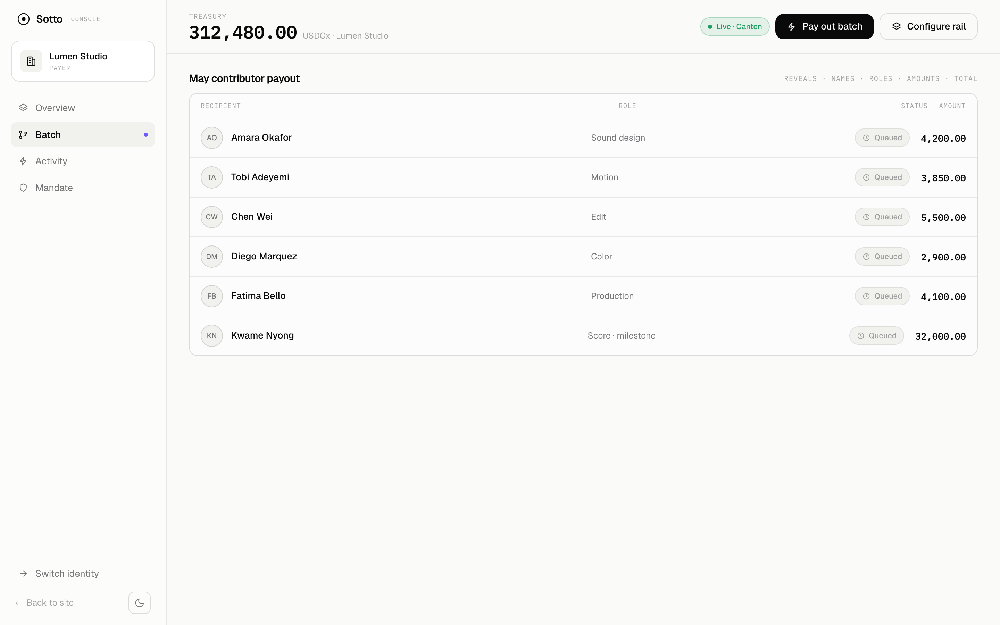 Sotto CONSOLE
Lumen Studio
PAYER
Overview
Batch
Activity
Mandate
Switch identity
← Back to site
TREASURY
312,480.00 USDCx · Lumen Studio
Live · Canton
Pay out batch
Configure rail
May contributor payout
REVEALS · NAMES · ROLES · AMOUNTS · TOTAL
RECIPIENT ROLE STATUS AMOUNT
AO Amara Okafor Sound design Queued 4,200.00
TA Tobi Adeyemi Motion Queued 3,850.00
CW Chen Wei Edit Queued 5,500.00
DM Diego Marquez Color Queued 2,900.00
FB Fatima Bello Production Queued 4,100.00
KN Kwame Nyong Score · milestone Queued 32,000.00